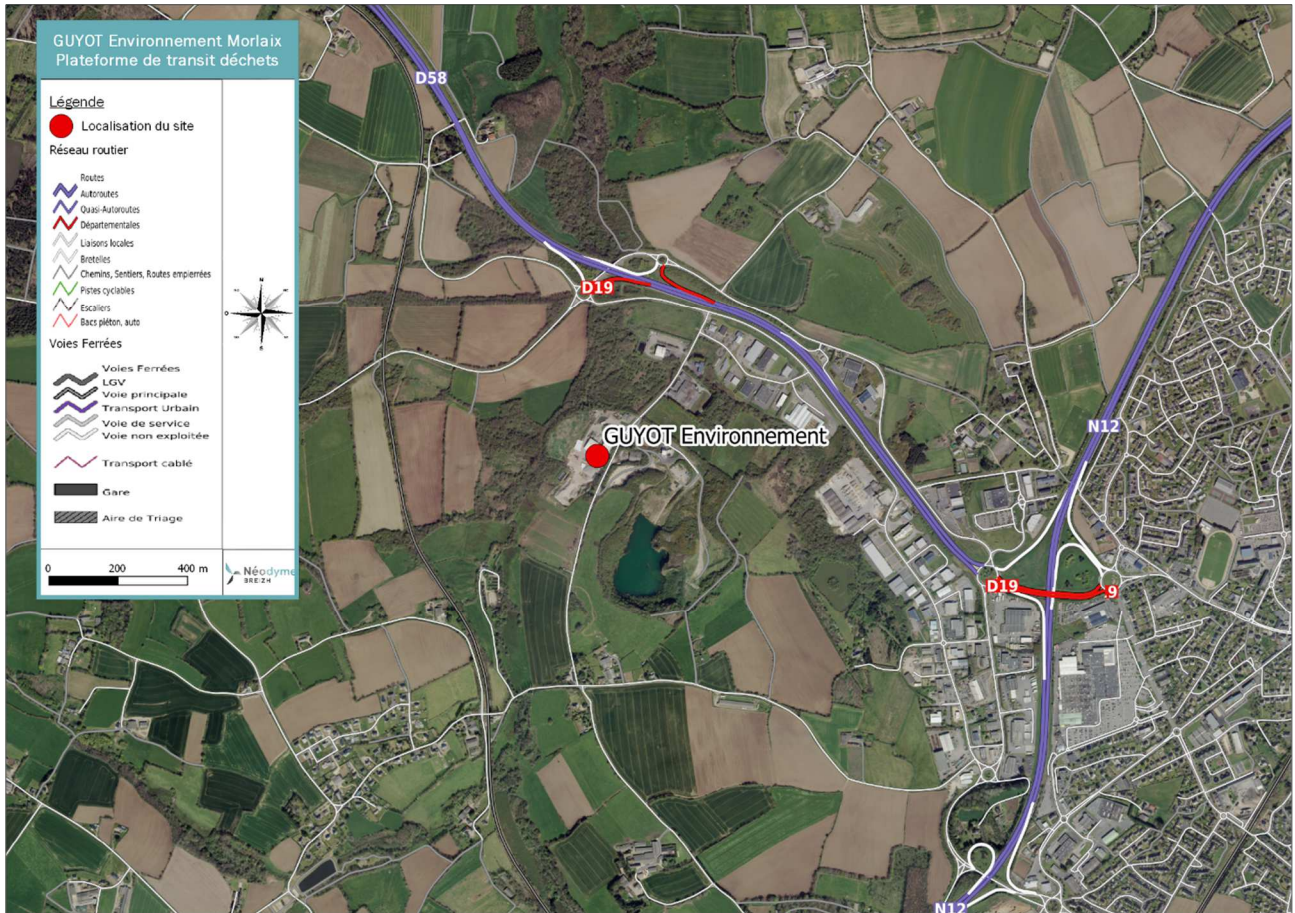 GUYOT Environnement Morlaix
Plateforme de transit déchets
Légende
Localisation du site
Réseau routier
Routes
Autoroutes
Quasi-Autoroutes
Départementales
Liaisons locales
Bretelles
Chemins, Sentiers, Routes empierrées
Pistes cyclables
Escaliers
Bacs piéton, auto
Voies Ferrées
Voies Ferrées
LGV
Voie principale
Transport Urbain
Voie de service
Voie non exploitée
Transport cablé
Gare
Aire de Triage
0 200 400 m
Néodyme
BREIZH
N
O
E
S
D58
D19
GUYOT Environnement
N12
D19
9
N12